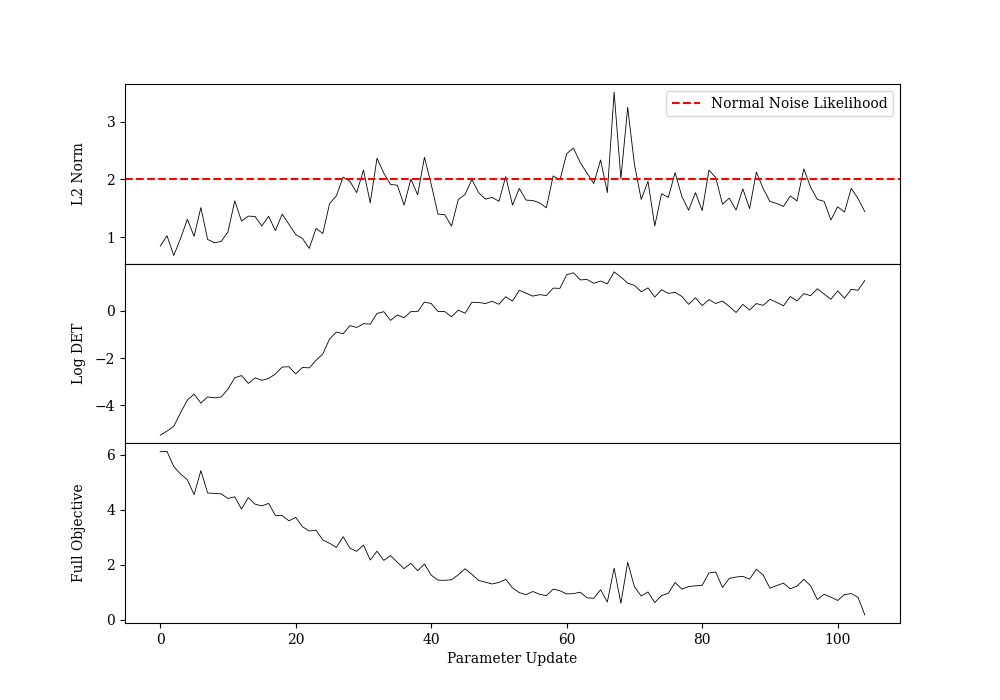 Normal Noise Likelihood
L2 Norm
3
2
1
Log DET
0
−2
−4
Full Objective
6
4
2
0
0 20 40 60 80 100
Parameter Update